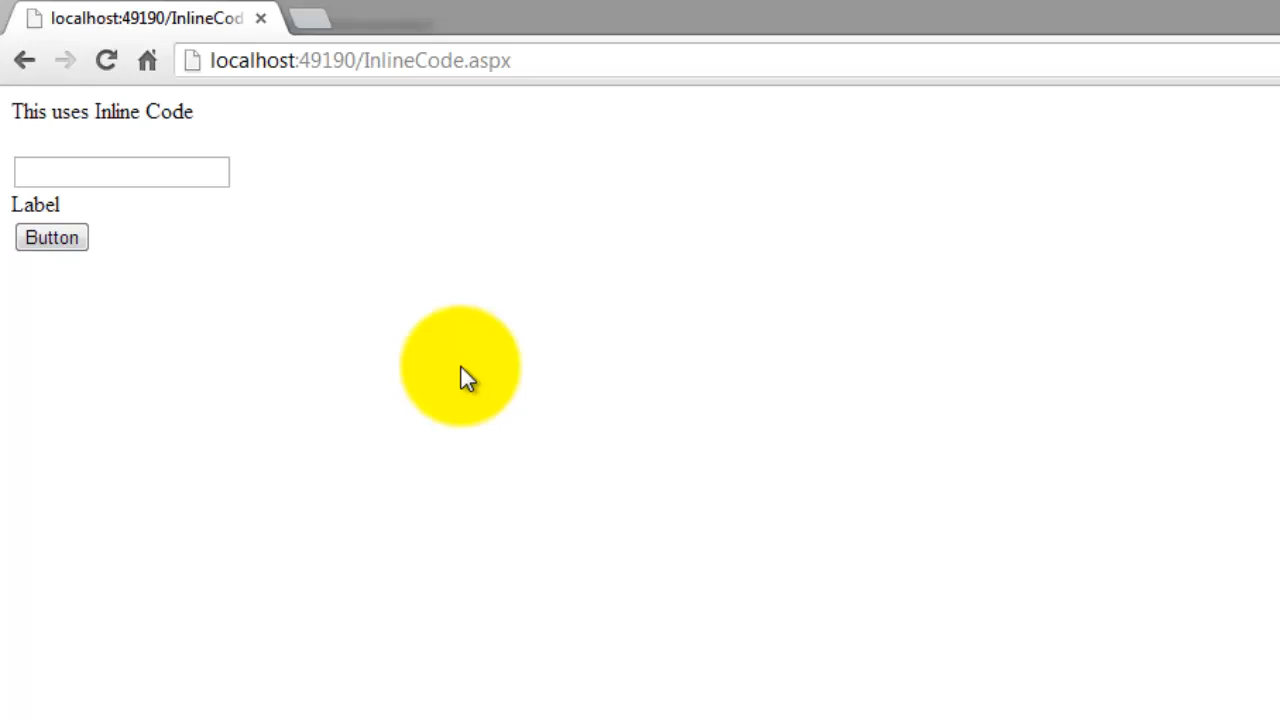 localhost:49190/InlineCod
localhost:49190/InlineCode.aspx
This uses Inline Code
Label
Button